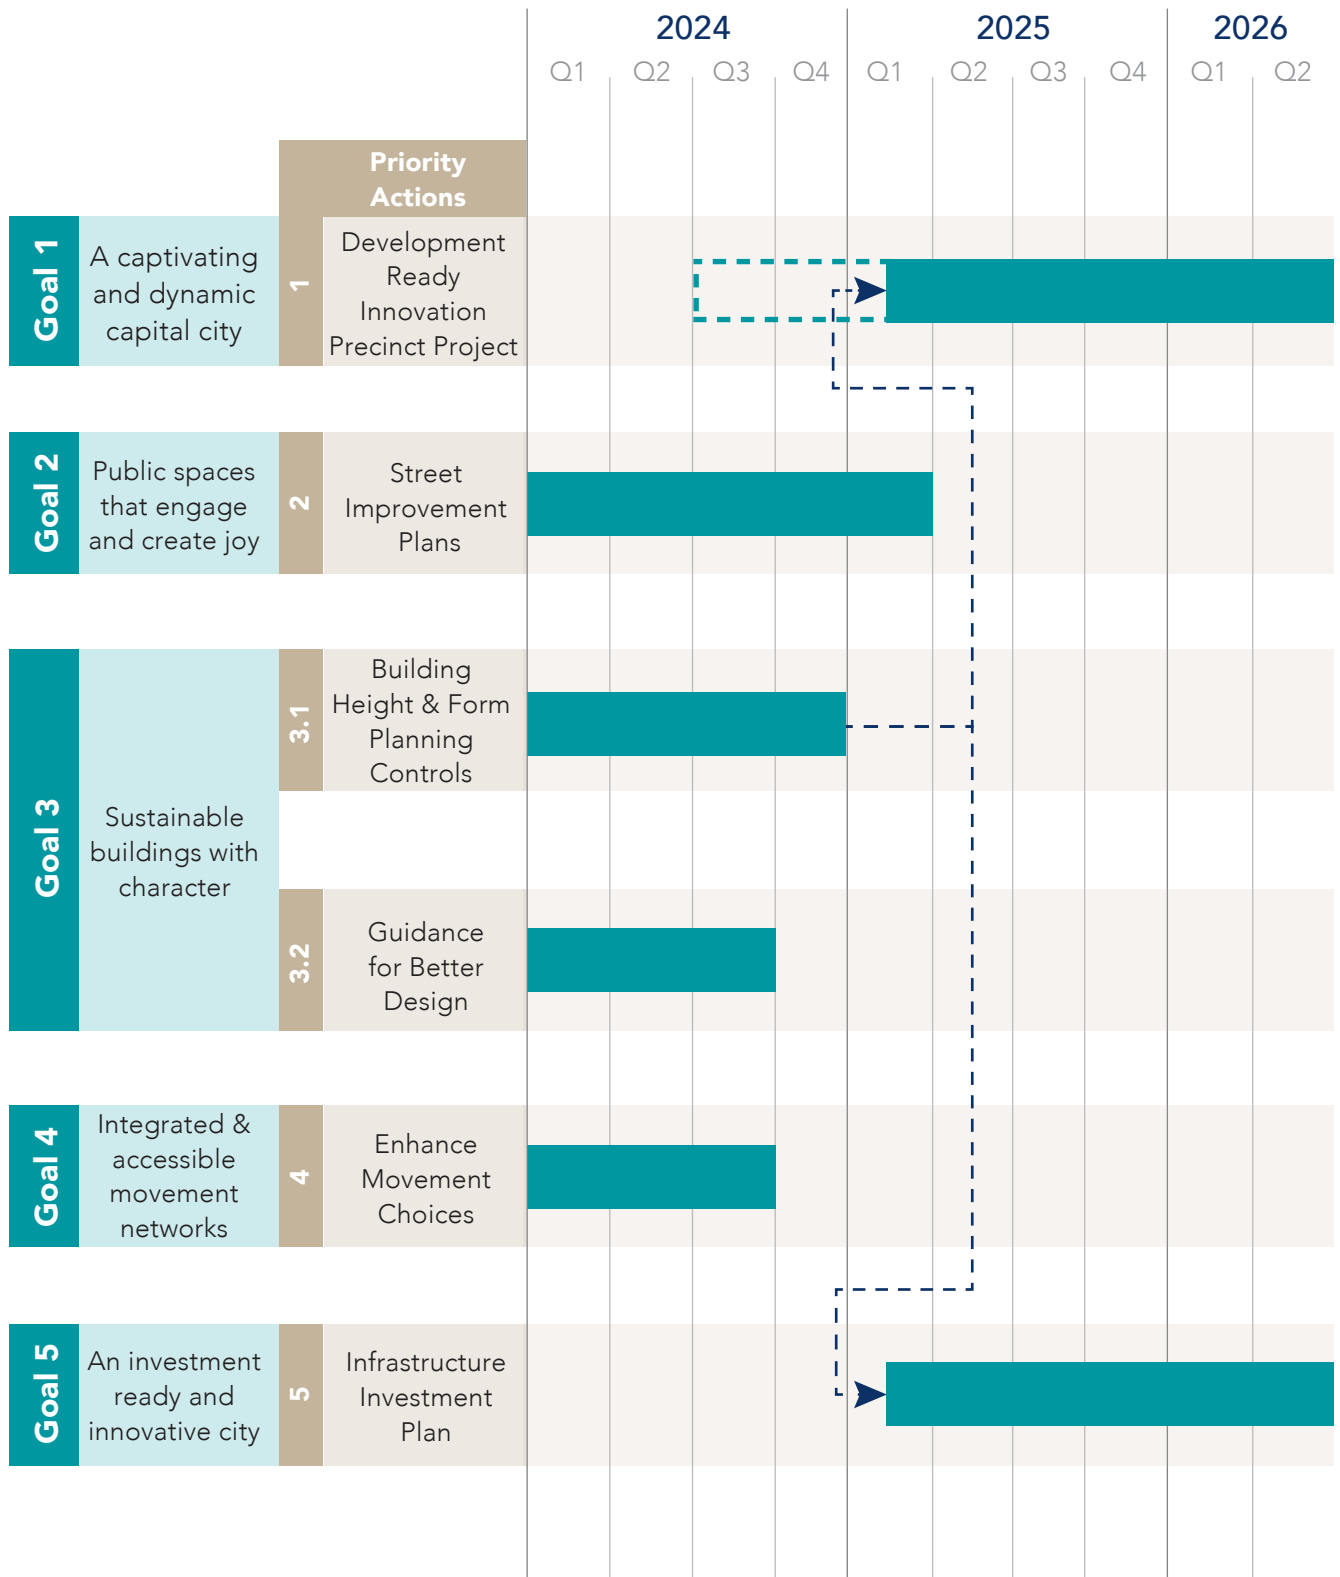 2024
2025
2026
Q1
Q2
Q3
Q4
Q1
Q2
Q3
Q4
Q1
Q2
Priority
Actions
Goal 1
A captivating
and dynamic
capital city
1
Development
Ready
Innovation
Precinct Project
Goal 2
Public spaces
that engage
and create joy
2
Street
Improvement
Plans
Goal 3
Sustainable
buildings with
character
3.1
Building
Height & Form
Planning
Controls
3.2
Guidance
for Better
Design
Goal 4
Integrated &
accessible
movement
networks
4
Enhance
Movement
Choices
Goal 5
An investment
ready and
innovative city
5
Infrastructure
Investment
Plan